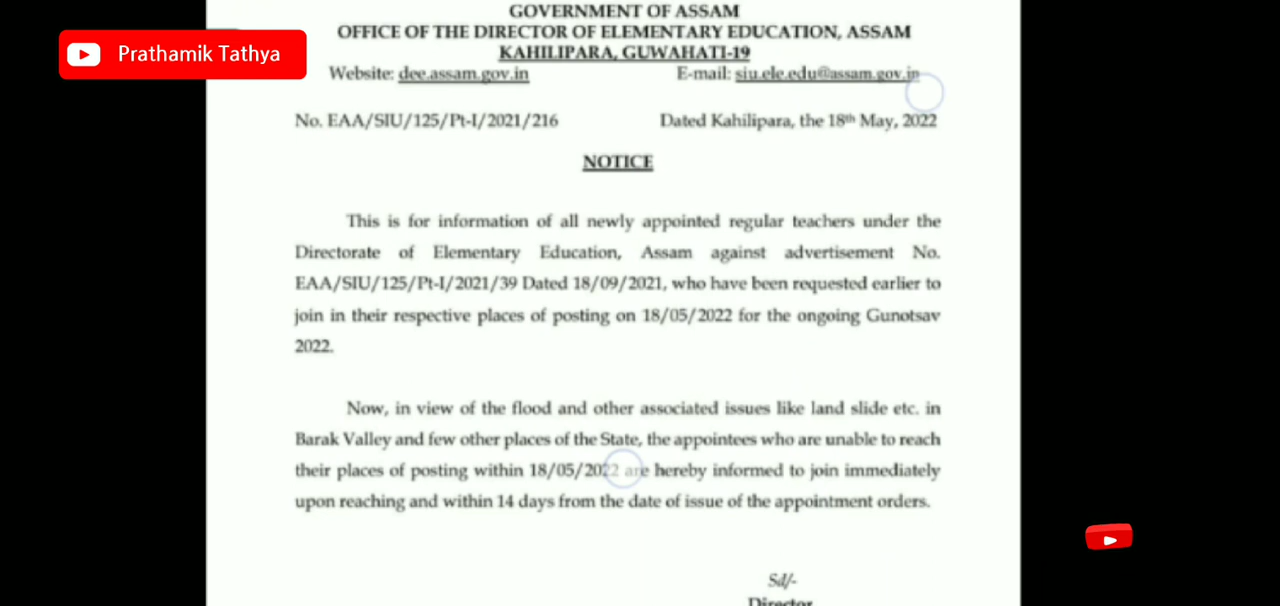 GOVERNMENT OF ASSAM
OFFICE OF THE DIRECTOR OF ELEMENTARY EDUCATION, ASSAM
KAHILIPARA, GUWAHATI-19
Prathamik Tathya
Website: dee.assam.gov.in E-mail: siu.ele.edu@assam.gov.in
No. EAA/SIU/125/Pt-I/2021/216 Dated Kahilipara, the 18th May, 2022
NOTICE
This is for information of all newly appointed regular teachers under the
Directorate of Elementary Education, Assam against advertisement No.
EAA/SIU/125/Pt-I/2021/39 Dated 18/09/2021, who have been requested earlier to
join in their respective places of posting on 18/05/2022 for the ongoing Gunotsav
2022.
Now, in view of the flood and other associated issues like land slide etc. in
Barak Valley and few other places of the State, the appointees who are unable to reach
their places of posting within 18/05/2022 are hereby informed to join immediately
upon reaching and within 14 days from the date of issue of the appointment orders.
Sd/-
Director